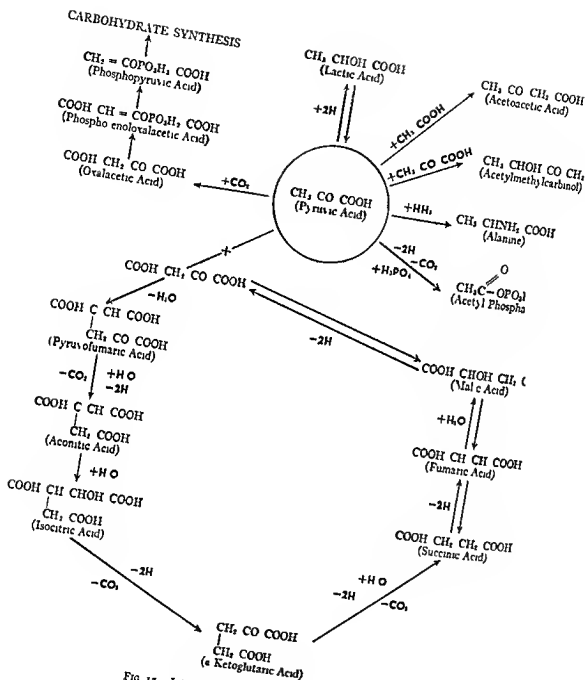 CARBOHYDRATE SYNTHESIS
CH₂ = COPO₃H₂ COOH
(Phosphopyruvic Acid)
COOH CH = COPO₃H₂ COOH
(Phospho enoloxalacetic Acid)
COOH CH₂ CO COOH
(Oxalacetic Acid)
+CO₂
CH₃ CHOH COOH
(Lactic Acid)
+2H
CH₃ CO COOH
(Pyruvic Acid)
+CH₃ COOH
CH₃ CO CH₂ COOH
(Acetoacetic Acid)
+CH₃ CO COOH
CH₃ CHOH CO CH₃
(Acetylmethylcarbinol)
+NH₃
CH₃ CHNH₂ COOH
(Alanine)
-2H
-CO₂
+H₃PO₄
O
CH₃C- OPO₃
(Acetyl Phospha
+
COOH CH₂ CO COOH
-H₂O
COOH C CH COOH
CH₂ CO COOH
(Pyruvofumaric Acid)
-CO₂ +H O
-2H
COOH C CH COOH
CH₂ COOH
(Aconitic Acid)
+H O
COOH CH CHOH COOH
CH₂ COOH
(Isocitric Acid)
-2H
-CO₂
CH₂ CO COOH
CH₂ COOH
(α Ketoglutaric Acid)
+H O
-2H
-CO₂
COOH CH₂ CH₂ COOH
(Succinic Acid)
-2H
COOH CH CH COOH
(Fumaric Acid)
+H₂O
COOH CHOH CH₂ C
(Malic Acid)
-2H
FIG.